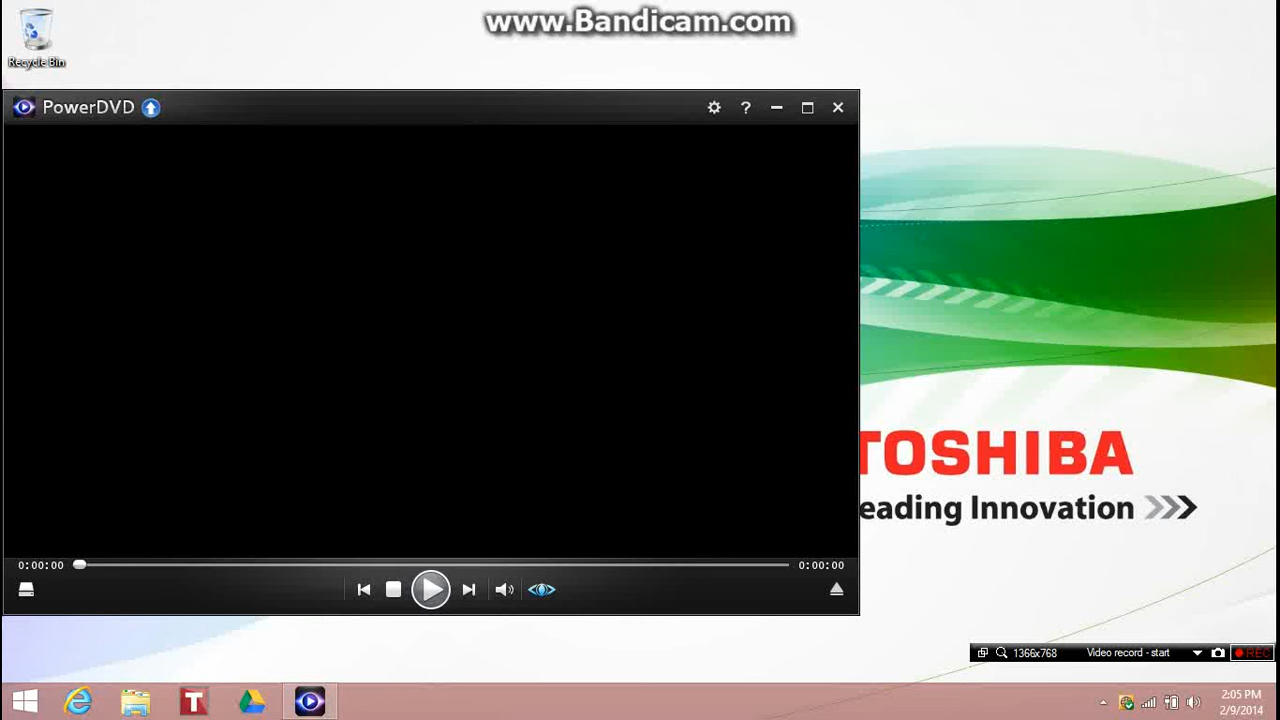 www.Bandicam.com
Recycle Bin
PowerDVD
?
TOSHIBA
eading Innovation >>>
0:00:00
0:00:00
1366x768
Video record - start
REC
T
2:05 PM
2/9/2014